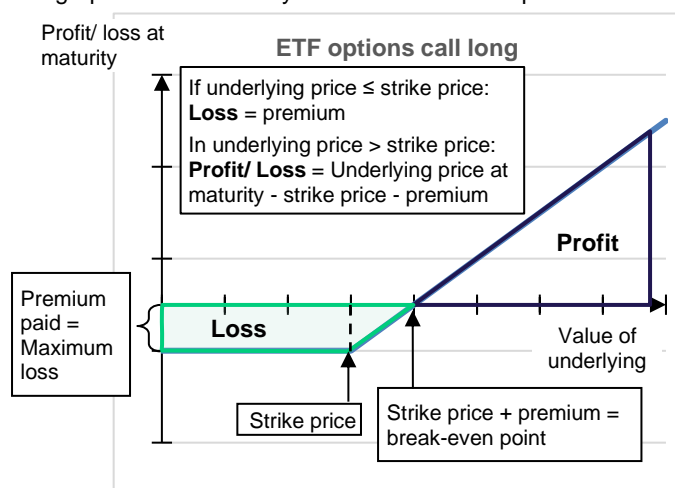 Profit/ loss at
maturity
ETF options call long
If underlying price ≤ strike price:
Loss = premium
In underlying price > strike price:
Profit/ Loss = Underlying price at
maturity - strike price - premium
Profit
Premium
paid =
Maximum
loss
Loss
Value of
underlying
Strike price
Strike price + premium =
break-even point